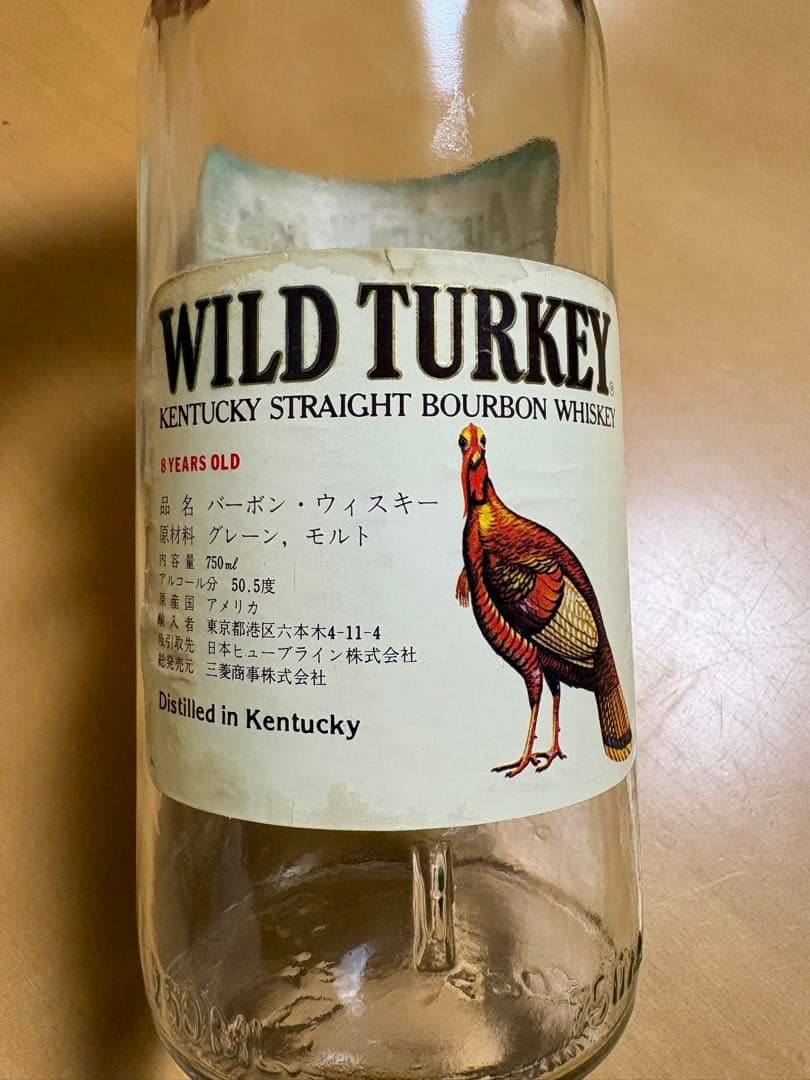 WILD TURKEY®
KENTUCKY STRAIGHT BOURBON WHISKEY
8 YEARS OLD
品名 バーボン・ウィスキー
原材料 グレーン, モルト
内容量 750ml
アルコール分 50.5度
原産国 アメリカ
輸入者 東京都港区六本木4-11-4
及引取先 日本ヒューブライン株式会社
総発売元 三菱商事株式会社
Distilled in Kentucky